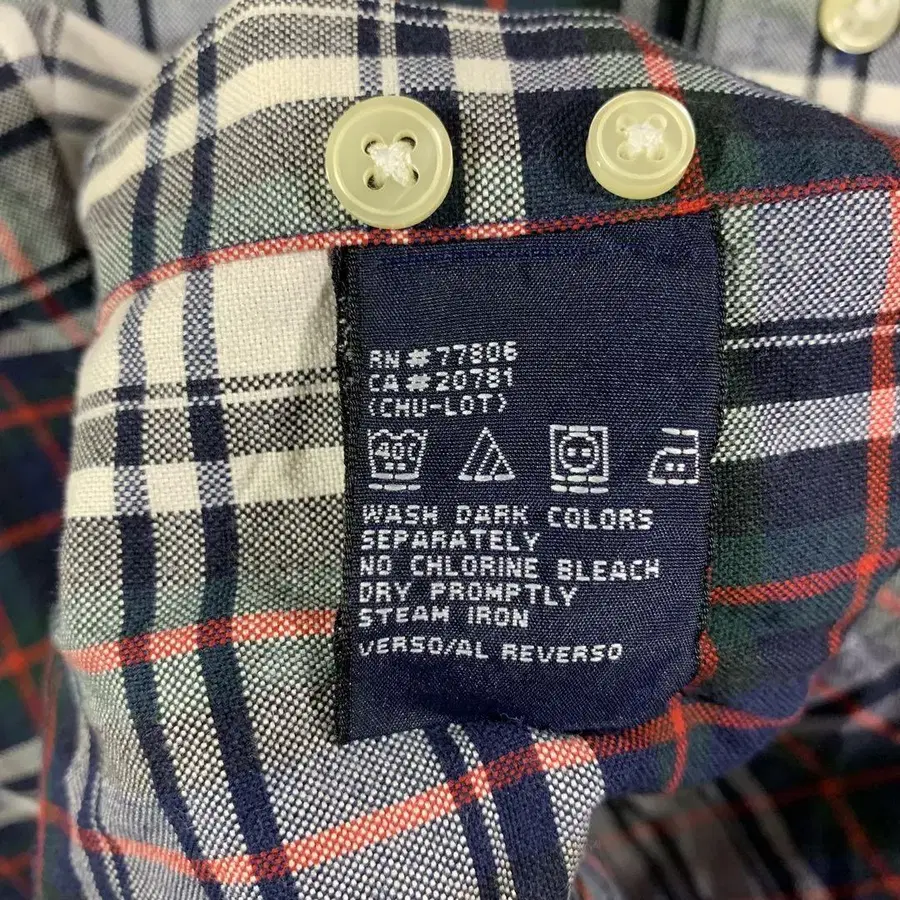 RN #77806
CA #20781
(CHU-LOT)
40C
WASH DARK COLORS
SEPARATELY
NO CHLORINE BLEACH
DRY PROMPTLY
STEAM IRON
VERSO/AL REVERSO